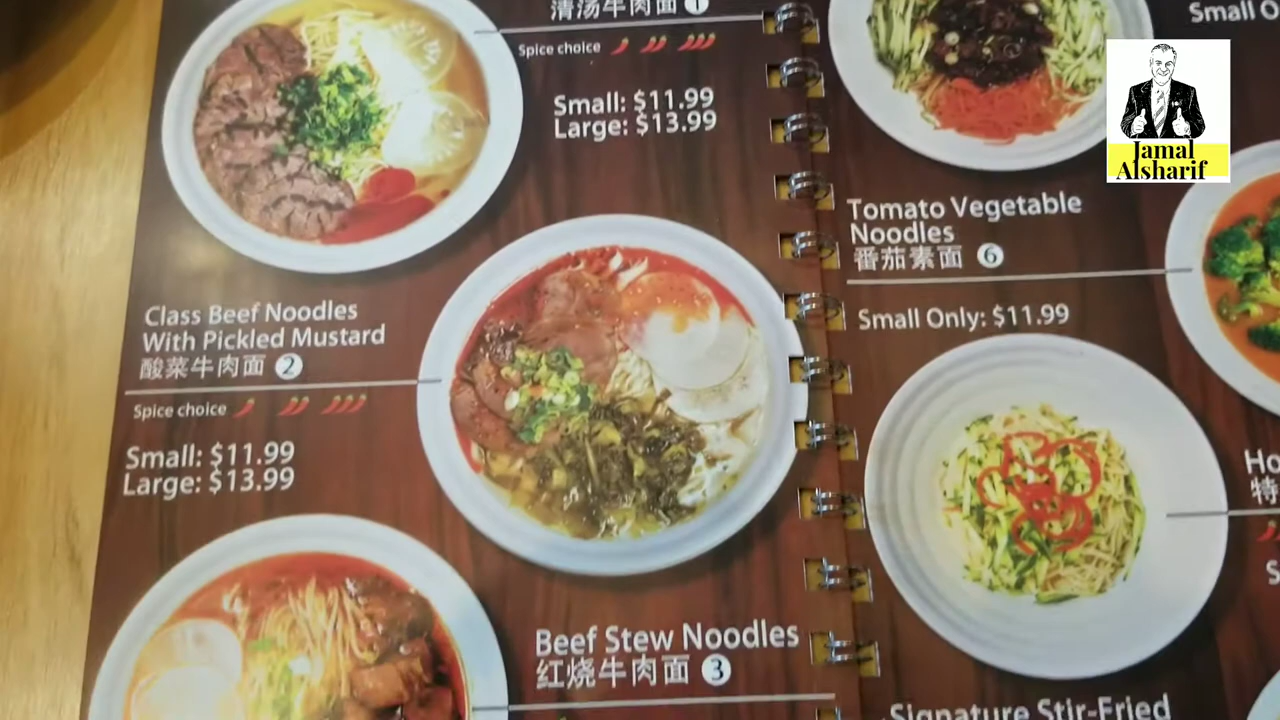 清汤牛肉面 1
Spice choice
Small: $11.99
Large: $13.99
Class Beef Noodles
With Pickled Mustard
酸菜牛肉面 2
Spice choice
Small: $11.99
Large: $13.99
Beef Stew Noodles
红烧牛肉面 3
Small O
Jamal
Alsharif
Tomato Vegetable
Noodles
番茄素面 6
Small Only: $11.99
Ho
特
S
Signature Stir-Fried